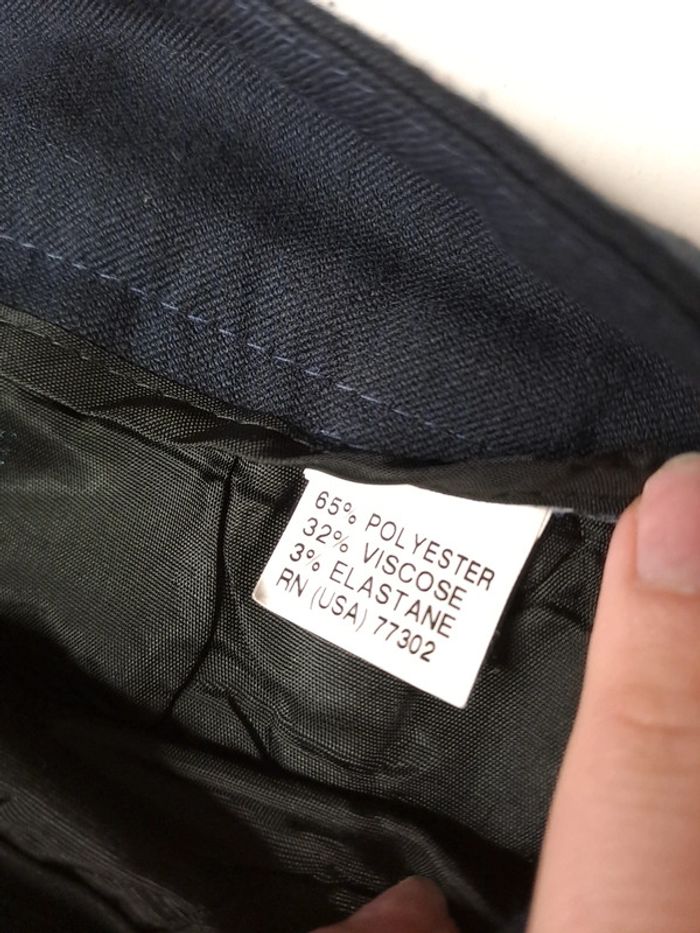 65% POLYESTER
32% VISCOSE
3% ELASTANE
RN (USA) 77302